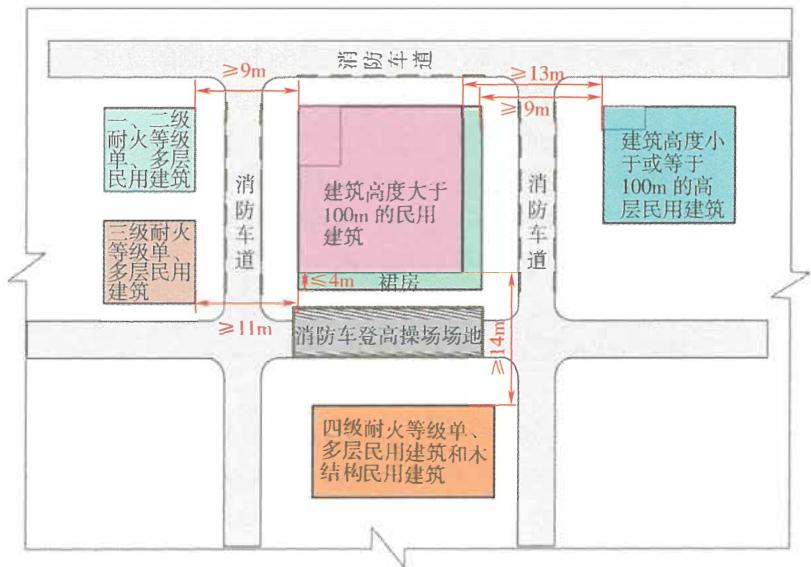 消防车道
≥9m
≥13m
≥9m
一、二级
耐火等级
单、多层
民用建筑
消防车道
建筑高度大于
100m 的民用
建筑
消防车道
建筑高度小
于或等于
100m 的高
层民用建筑
三级耐火
等级单、
多层民用
建筑
≤4m
裙房
≥11m
消防车登高操场场地
≥14m
四级耐火等级单、
多层民用建筑和木
结构民用建筑